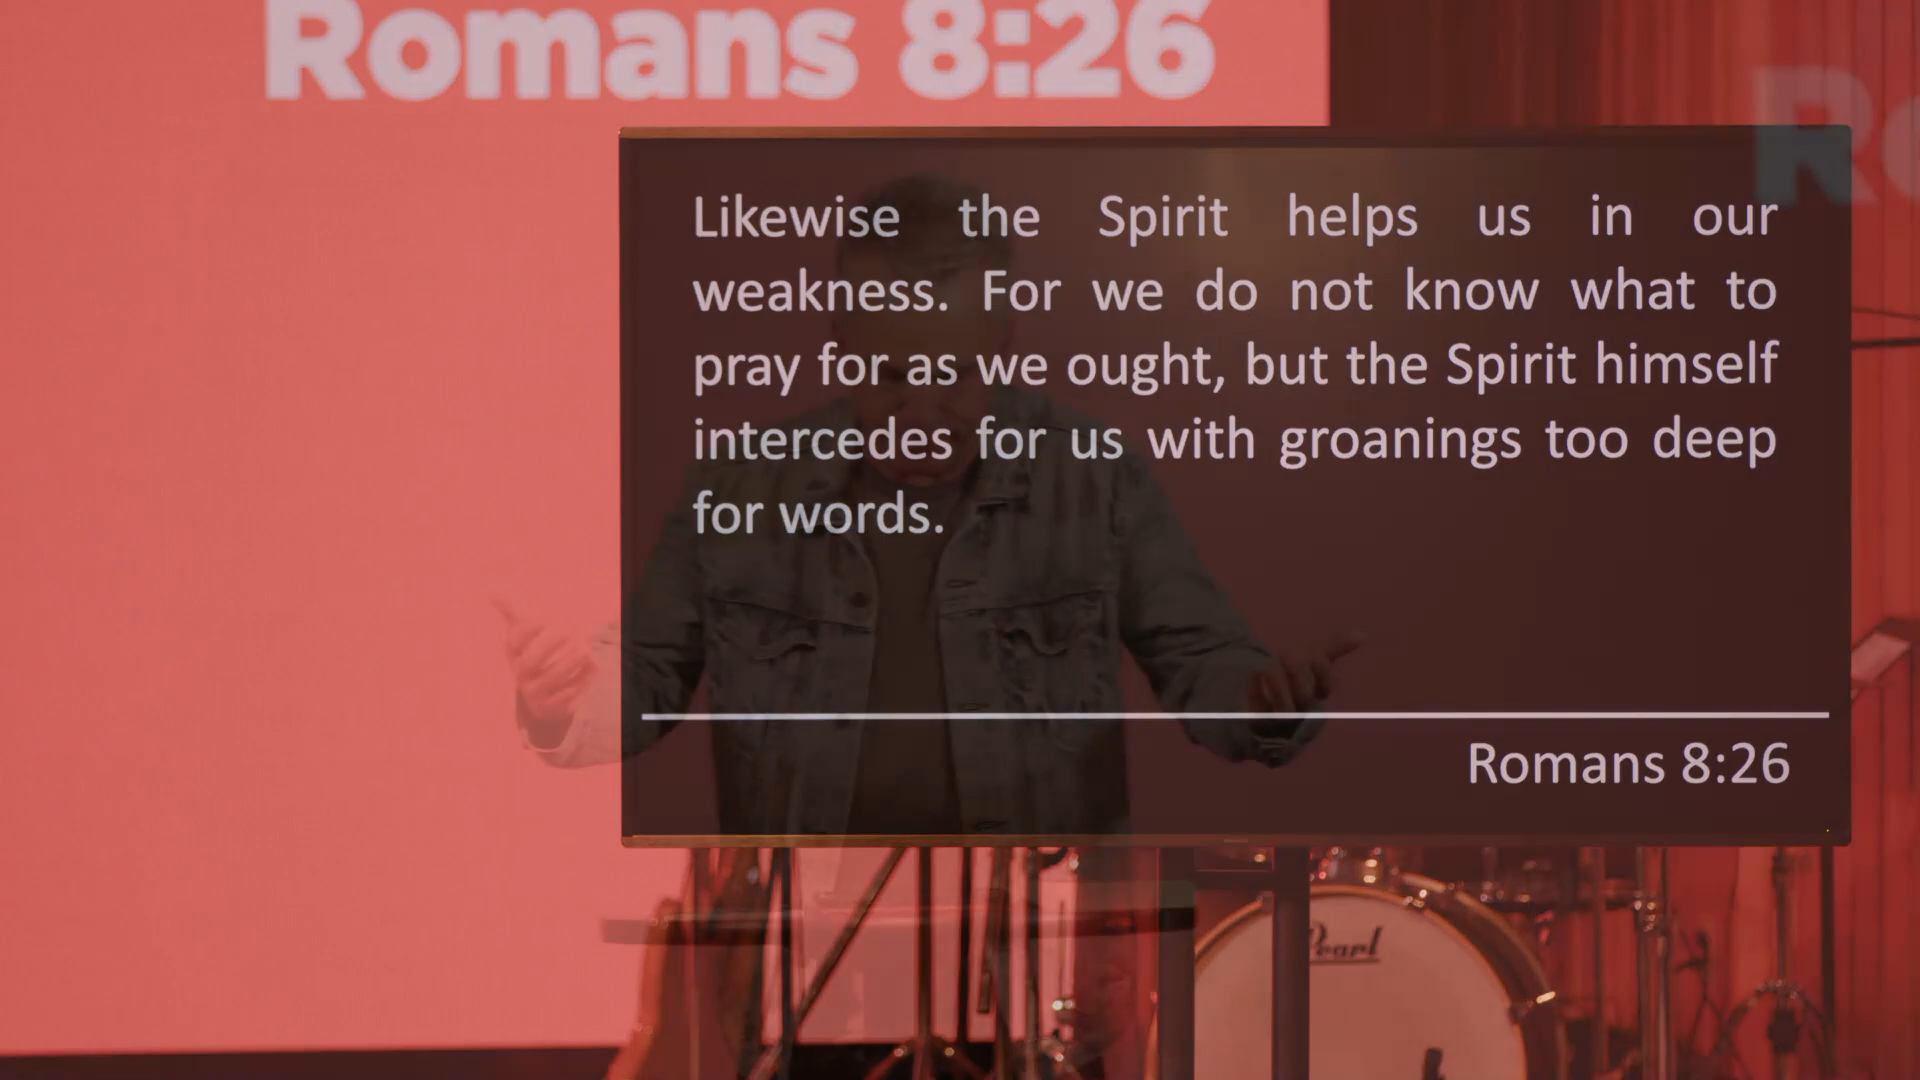 Romans 8:26
Ro
Likewise the Spirit helps us in our
weakness. For we do not know what to
pray for as we ought, but the Spirit himself
intercedes for us with groanings too deep
for words.
Romans 8:26
Pearl